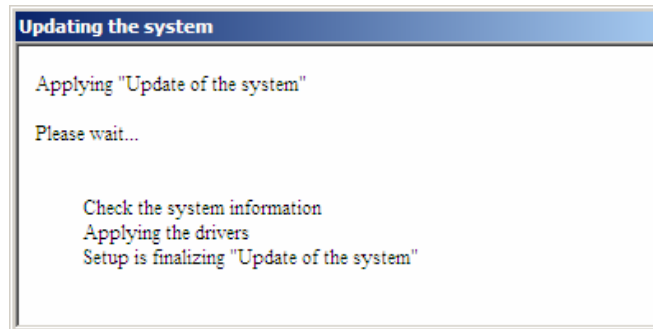 Updating the system
Applying "Update of the system"
Please wait...
Check the system information
Applying the drivers
Setup is finalizing "Update of the system"